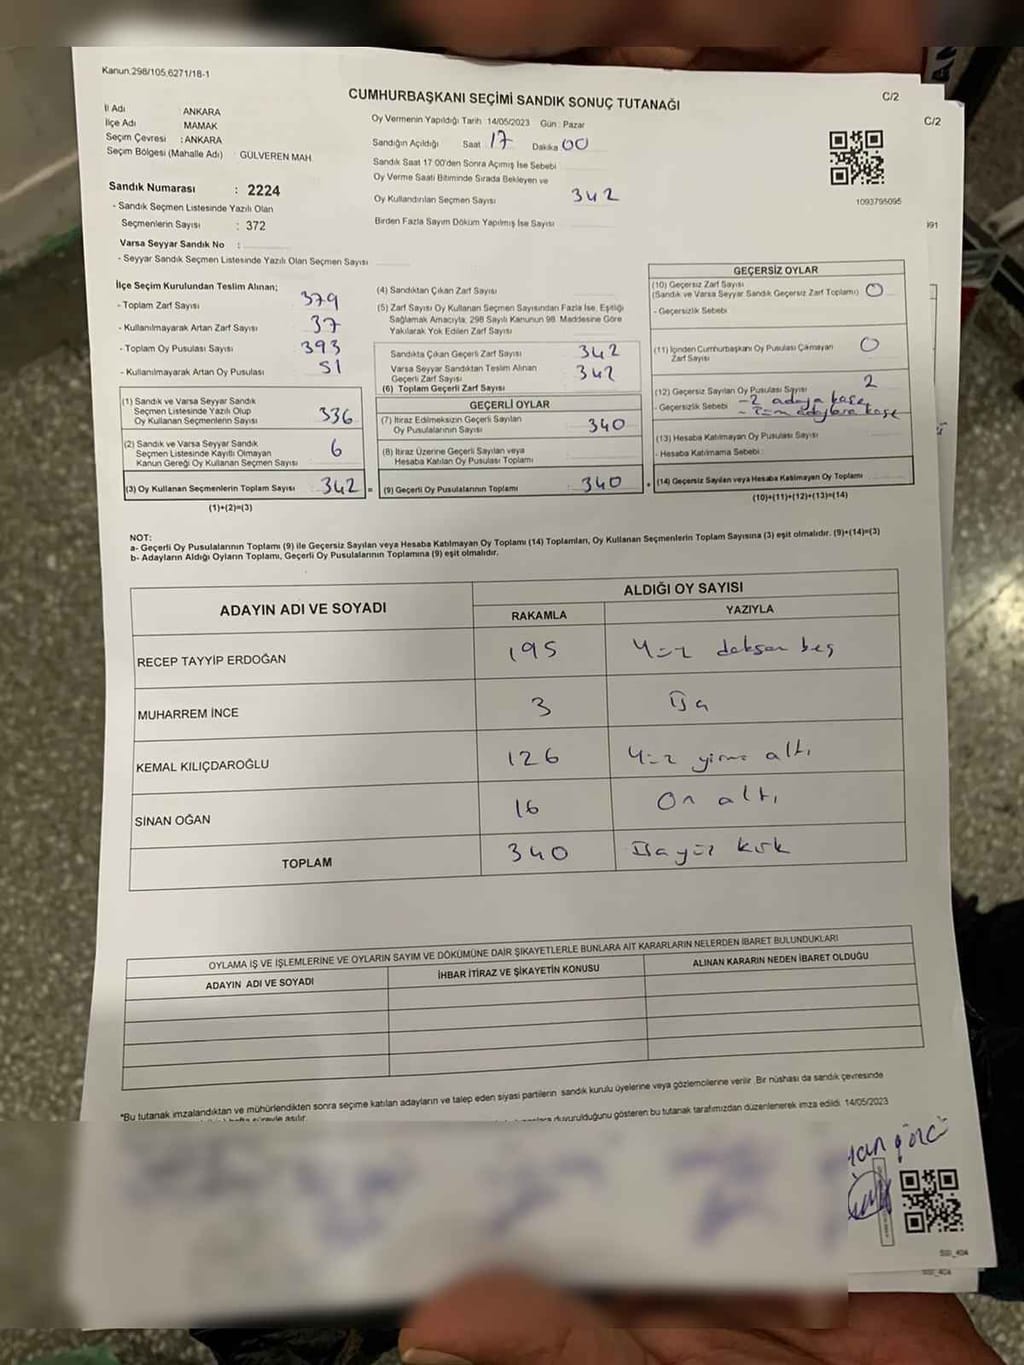 Kanun.298/105,6271/18-1
CUMHURBAŞKANI SEÇİMİ SANDIK SONUÇ TUTANAĞI
C/2
C/2
İl Adı : ANKARA
İlçe Adı : MAMAK
Seçim Çevresi : ANKARA
Seçim Bölgesi (Mahalle Adı) : GÜLVEREN MAH.
Oy Vermenin Yapıldığı Tarih :14/05/2023 Gün : Pazar
Sandığın Açıldığı Saat 17 Dakika 00
Sandık Saat 17:00'den Sonra Açımış İse Sebebi
Oy Verme Saati Bitiminde Sırada Bekleyen ve
Oy Kullandırılan Seçmen Sayısı 342
Birden Fazla Sayım Döküm Yapılmış İse Sayısı
1093795095
Sandık Numarası : 2224
- Sandık Seçmen Listesinde Yazılı Olan
Seçmenlerin Sayısı : 372
Varsa Seyyar Sandık No :
- Seyyar Sandık Seçmen Listesinde Yazılı Olan Seçmen Sayısı
İlçe Seçim Kurulundan Teslim Alınan;
- Toplam Zarf Sayısı 379
- Kullanılmayarak Artan Zarf Sayısı 37
- Toplam Oy Pusulası Sayısı 393
- Kullanılmayarak Artan Oy Pusulası 51
(1) Sandık ve Varsa Seyyar Sandık
Seçmen Listesinde Yazılı Olup
Oy Kullanan Seçmenlerin Sayısı 336
(2) Sandık ve Varsa Seyyar Sandık
Seçmen Listesinde Kayıtlı Olmayan
Kanun Gereği Oy Kullanan Seçmen Sayısı 6
(3) Oy Kullanan Seçmenlerin Toplam Sayısı 342 =
(1)+(2)=(3)
(4) Sandıktan Çıkan Zarf Sayısı
(5) Zarf Sayısı Oy Kullanan Seçmen Sayısından Fazla İse, Eşitliği
Sağlamak Amacıyla, 298 Sayılı Kanunun 98. Maddesine Göre
Yakılarak Yok Edilen Zarf Sayısı
Sandıkta Çıkan Geçerli Zarf Sayısı 342
Varsa Seyyar Sandıktan Teslim Alınan
Geçerli Zarf Sayısı 342
(6) Toplam Geçerli Zarf Sayısı
GEÇERLİ OYLAR
(7) İtiraz Edilmeksizin Geçerli Sayılan
Oy Pusulalarının Sayısı 340
(8) İtiraz Üzerine Geçerli Sayılan veya
Hesaba Katılan Oy Pusulası Toplamı
(9) Geçerli Oy Pusulalarının Toplamı 340 +
GEÇERSİZ OYLAR
(10) Geçersiz Zarf Sayısı
(Sandık ve Varsa Seyyar Sandık Geçersiz Zarf Toplamı) 0
- Geçersizlik Sebebi
(11) İçinden Cumhurbaşkanı Oy Pusulası Çıkmayan
Zarf Sayısı 0
(12) Geçersiz Sayılan Oy Pusulası Sayısı 2
- Geçersizlik Sebebi - 2 adaya kaşe
- Tüm adaylara kaşe
(13) Hesaba Katılmayan Oy Pusulası Sayısı
- Hesaba Katılmama Sebebi
(14) Geçersiz Sayılan veya Hesaba Katılmayan Oy Toplamı
(10)+(11)+(12)+(13)=(14)
NOT:
a- Geçerli Oy Pusulalarının Toplamı (9) ile Geçersiz Sayılan veya Hesaba Katılmayan Oy Toplamı (14) Toplamları, Oy Kullanan Seçmenlerin Toplam Sayısına (3) eşit olmalıdır. (9)+(14)=(3)
b- Adayların Aldığı Oyların Toplamı, Geçerli Oy Pusulalarının Toplamına (9) eşit olmalıdır.
ADAYIN ADI VE SOYADI
ALDIĞI OY SAYISI
RAKAMLA YAZIYLA
RECEP TAYYİP ERDOĞAN 195 Yüz doksan beş
MUHARREM İNCE 3 Üç
KEMAL KILIÇDAROĞLU 126 Yüz yirmi altı
SİNAN OĞAN 16 On altı
TOPLAM 340 Üçyüz kırk
OYLAMA İŞ VE İŞLEMLERİNE VE OYLARIN SAYIM VE DÖKÜMÜNE DAİR ŞİKAYETLERLE BUNLARA AİT KARARLARIN NELERDEN İBARET BULUNDUKLARI
ADAYIN ADI VE SOYADI İHBAR İTİRAZ VE ŞİKAYETİN KONUSU ALINAN KARARIN NEDEN İBARET OLDUĞU
*Bu tutanak imzalandıktan ve mühürlendikten sonra seçime katılan adayların ve talep eden siyasi partilerin sandık kurulu üyelerine veya gözlemcilerine verilir. Bir nüshası da sandık çevresinde
duyurulduğunu gösteren bu tutanak tarafımızdan düzenlenerek imza edildi. 14/05/2023